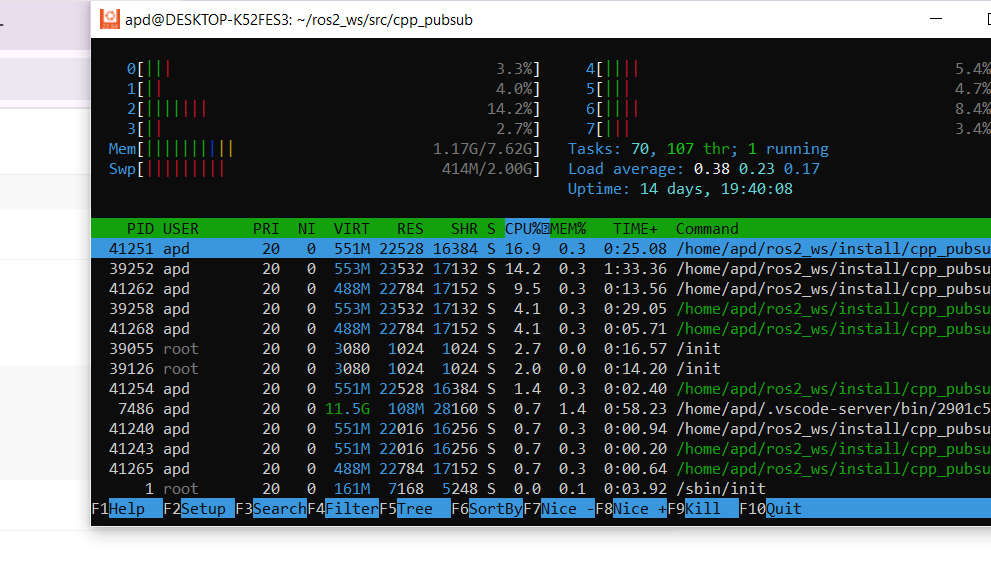 apd@DESKTOP-K52FES3: ~/ros2_ws/src/cpp_pubsub
0[||| 3.3%] 4[|||| 5.4%
1[|| 4.0%] 5[||| 4.7%
2[||||||| 14.2%] 6[|||| 8.4%
3[|| 2.7%] 7[||| 3.4%
Mem[|||||||||| 1.17G/7.62G] Tasks: 70, 107 thr; 1 running
Swp[||||||||| 414M/2.00G] Load average: 0.38 0.23 0.17
Uptime: 14 days, 19:40:08
PID USER PRI NI VIRT RES SHR S CPU% MEM% TIME+ Command
41251 apd 20 0 551M 22528 16384 S 16.9 0.3 0:25.08 /home/apd/ros2_ws/install/cpp_pubsu
39252 apd 20 0 553M 23532 17132 S 14.2 0.3 1:33.36 /home/apd/ros2_ws/install/cpp_pubsu
41262 apd 20 0 488M 22784 17152 S 9.5 0.3 0:13.56 /home/apd/ros2_ws/install/cpp_pubsu
39258 apd 20 0 553M 23532 17132 S 4.1 0.3 0:29.05 /home/apd/ros2_ws/install/cpp_pubsu
41268 apd 20 0 488M 22784 17152 S 4.1 0.3 0:05.71 /home/apd/ros2_ws/install/cpp_pubsu
39055 root 20 0 3080 1024 1024 S 2.7 0.0 0:16.57 /init
39126 root 20 0 3080 1024 1024 S 2.0 0.0 0:14.20 /init
41254 apd 20 0 551M 22528 16384 S 1.4 0.3 0:02.40 /home/apd/ros2_ws/install/cpp_pubsu
7486 apd 20 0 11.5G 108M 28160 S 0.7 1.4 0:58.23 /home/apd/.vscode-server/bin/2901c5
41240 apd 20 0 551M 22016 16256 S 0.7 0.3 0:00.94 /home/apd/ros2_ws/install/cpp_pubsu
41243 apd 20 0 551M 22016 16256 S 0.7 0.3 0:00.20 /home/apd/ros2_ws/install/cpp_pubsu
41265 apd 20 0 488M 22784 17152 S 0.7 0.3 0:00.64 /home/apd/ros2_ws/install/cpp_pubsu
1 root 20 0 161M 7168 5248 S 0.0 0.1 0:03.92 /sbin/init
F1Help F2Setup F3SearchF4FilterF5Tree F6SortByF7Nice -F8Nice +F9Kill F10Quit